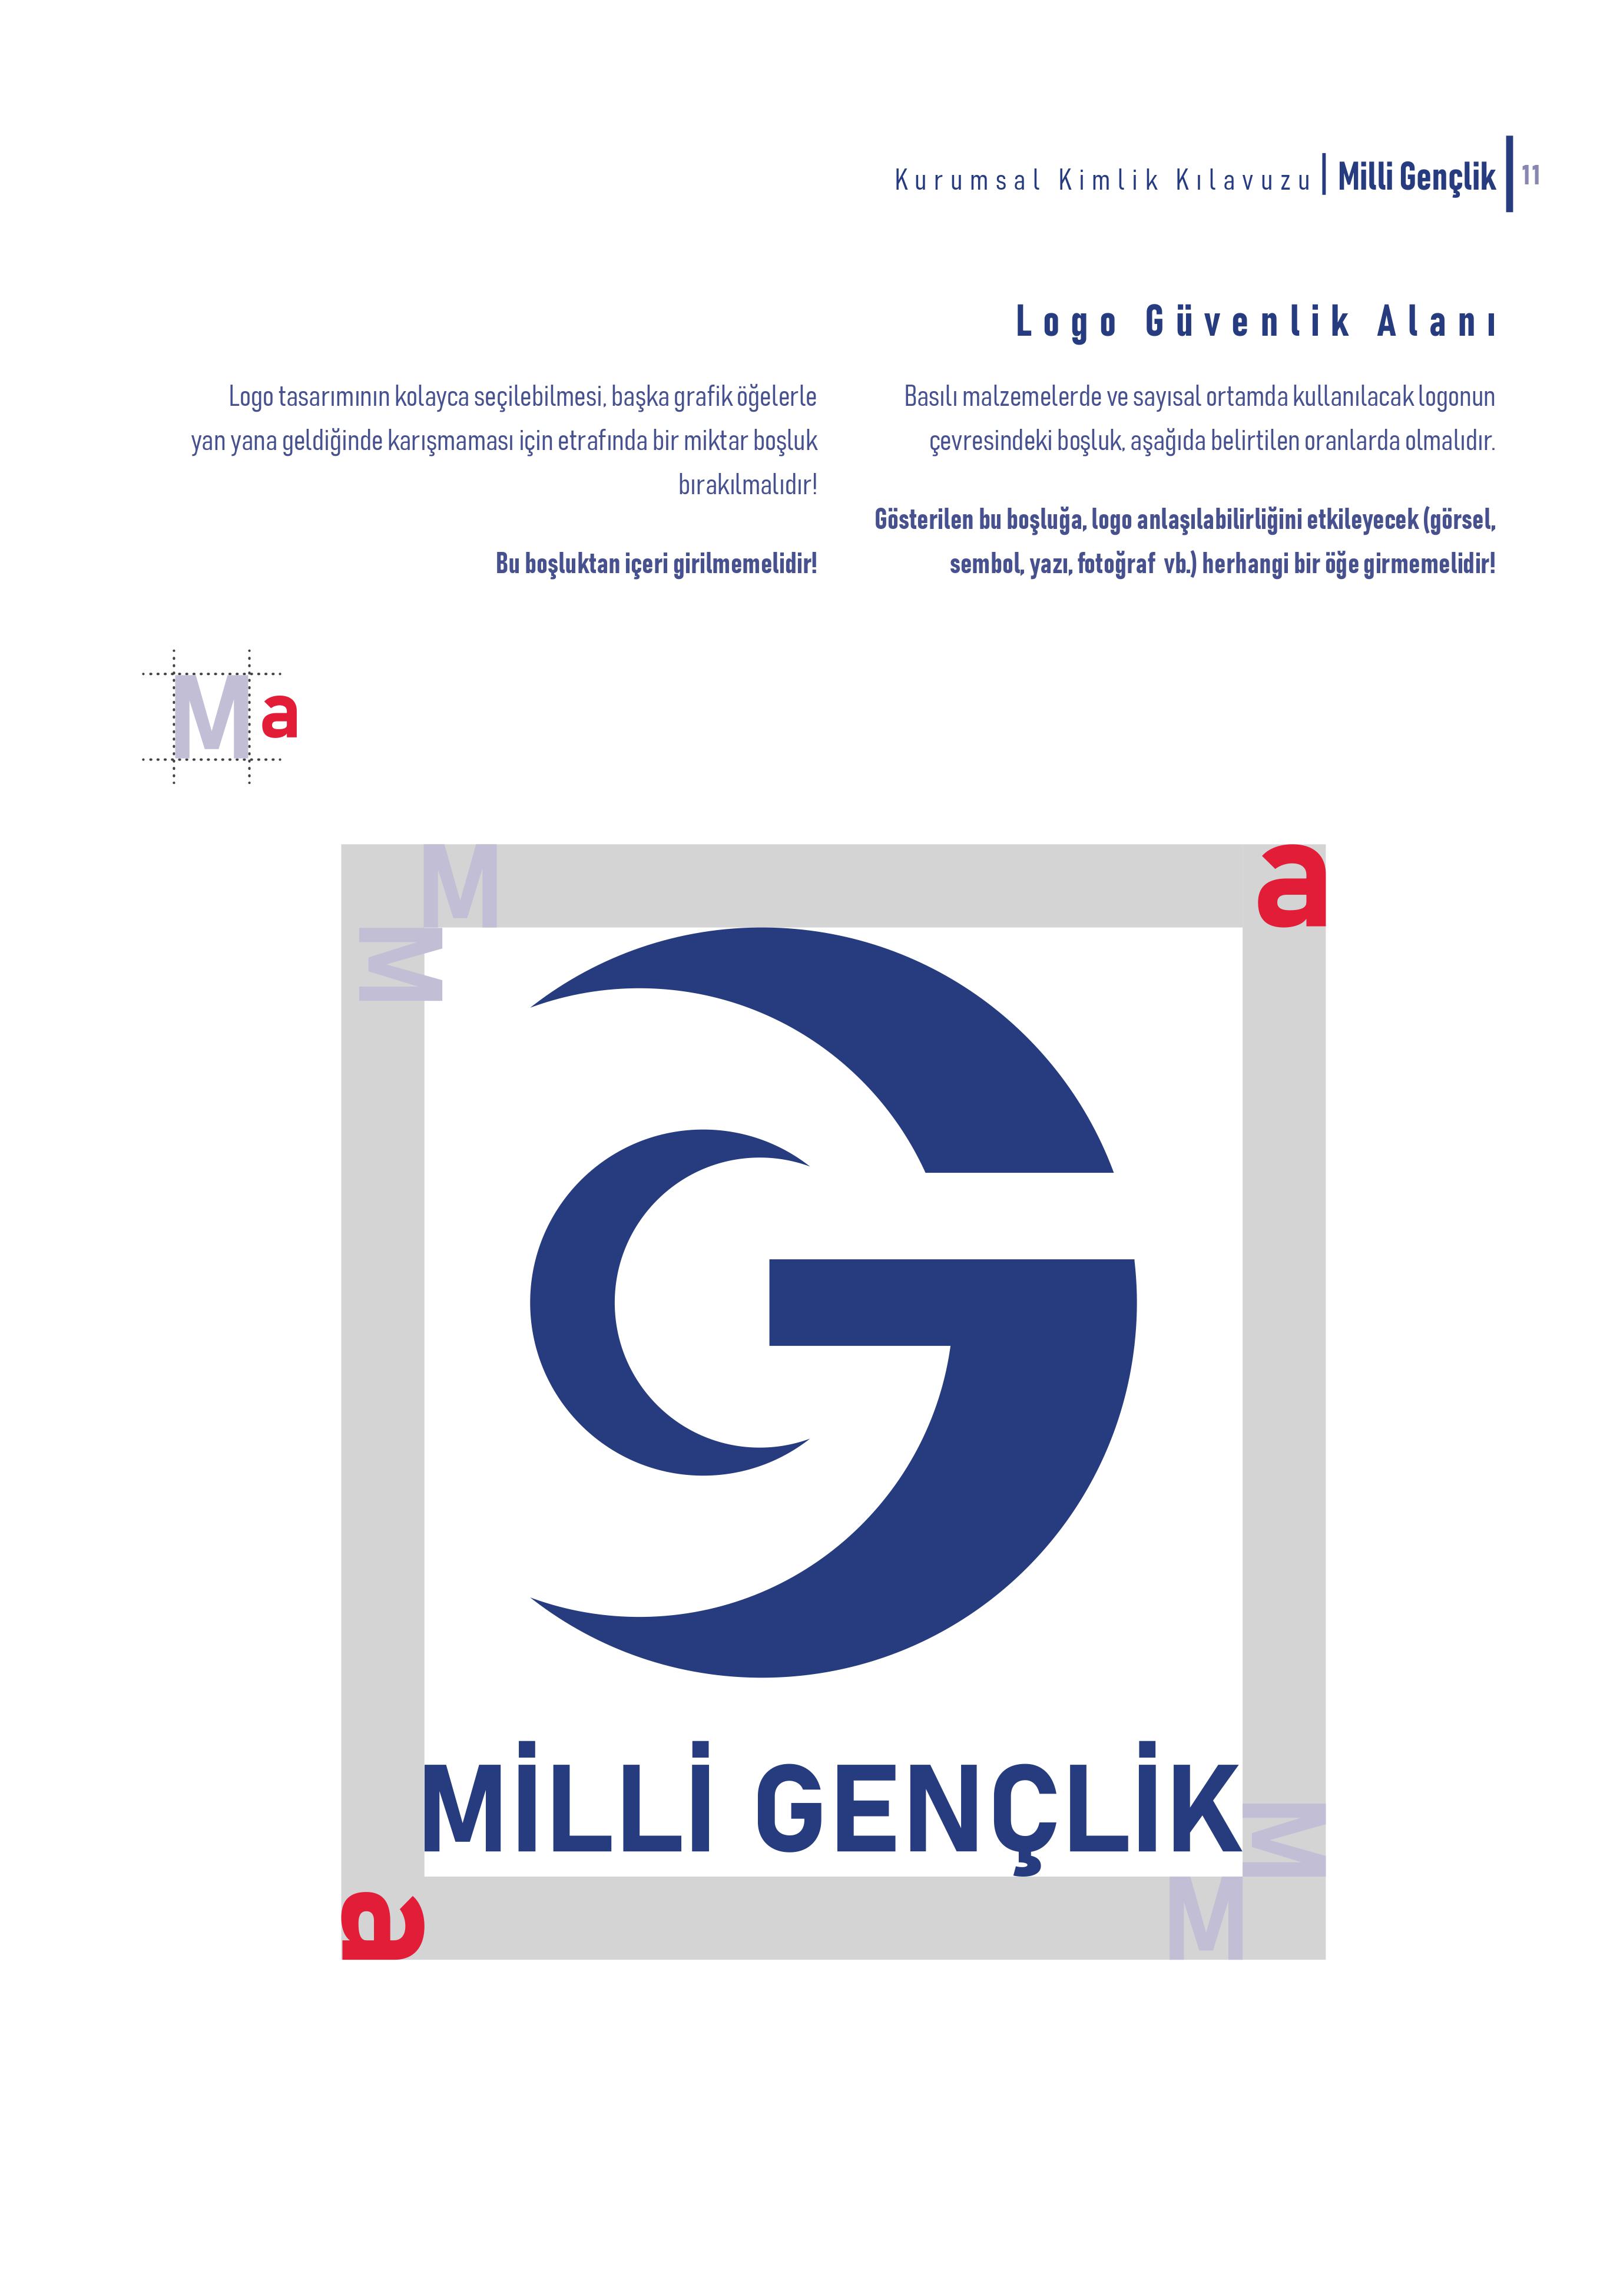 Kurumsal Kimlik Kılavuzu Milli Gençlik 11
Logo Güvenlik Alanı
Logo tasarımının kolayca seçilebilmesi, başka grafik öğelerle
yan yana geldiğinde karışmaması için etrafında bir miktar boşluk
bırakılmalıdır!
Bu boşluktan içeri girilmemelidir!
Basılı malzemelerde ve sayısal ortamda kullanılacak logonun
çevresindeki boşluk, aşağıda belirtilen oranlarda olmalıdır.
Gösterilen bu boşluğa, logo anlaşılabilirliğini etkileyecek (görsel,
sembol, yazı, fotoğraf vb.) herhangi bir öğe girmemelidir!
M a
M a
M
MİLLİ GENÇLİK
M
a M